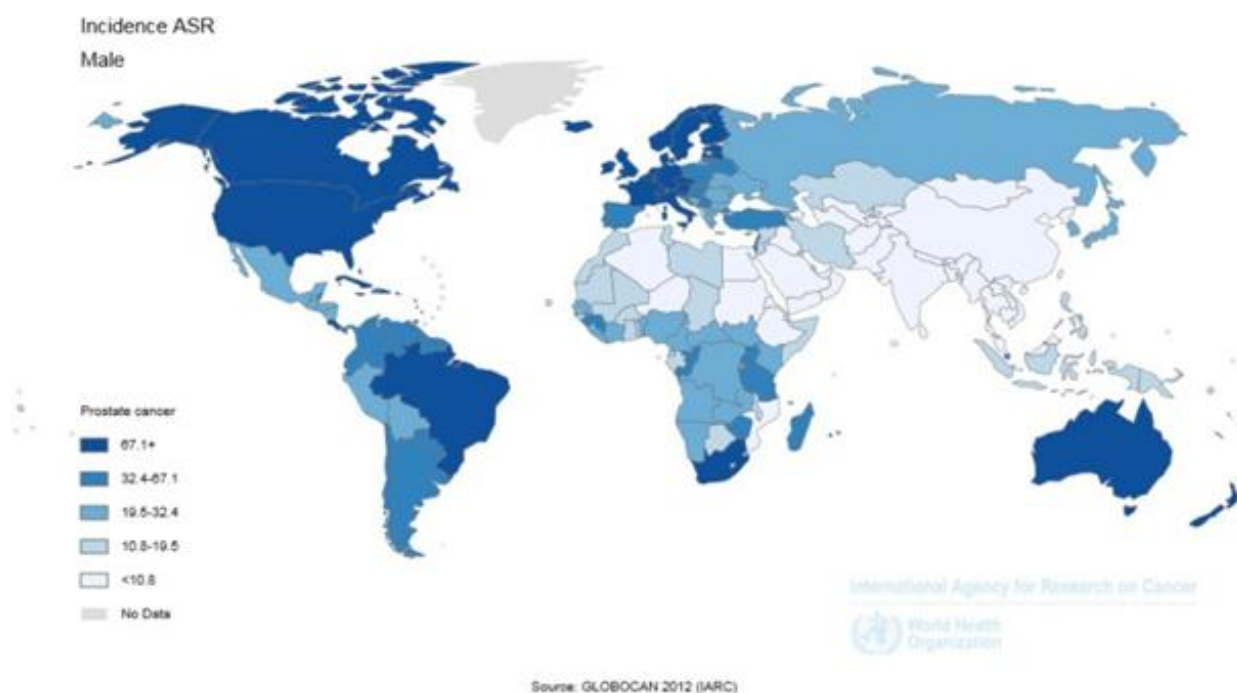 Incidence ASR
Male
Prostate cancer
67.1+
32.4-67.1
19.5-32.4
10.8-19.5
<10.8
No Data
International Agency for Research on Cancer
World Health
Organization
Source: GLOBOCAN 2012 (IARC)